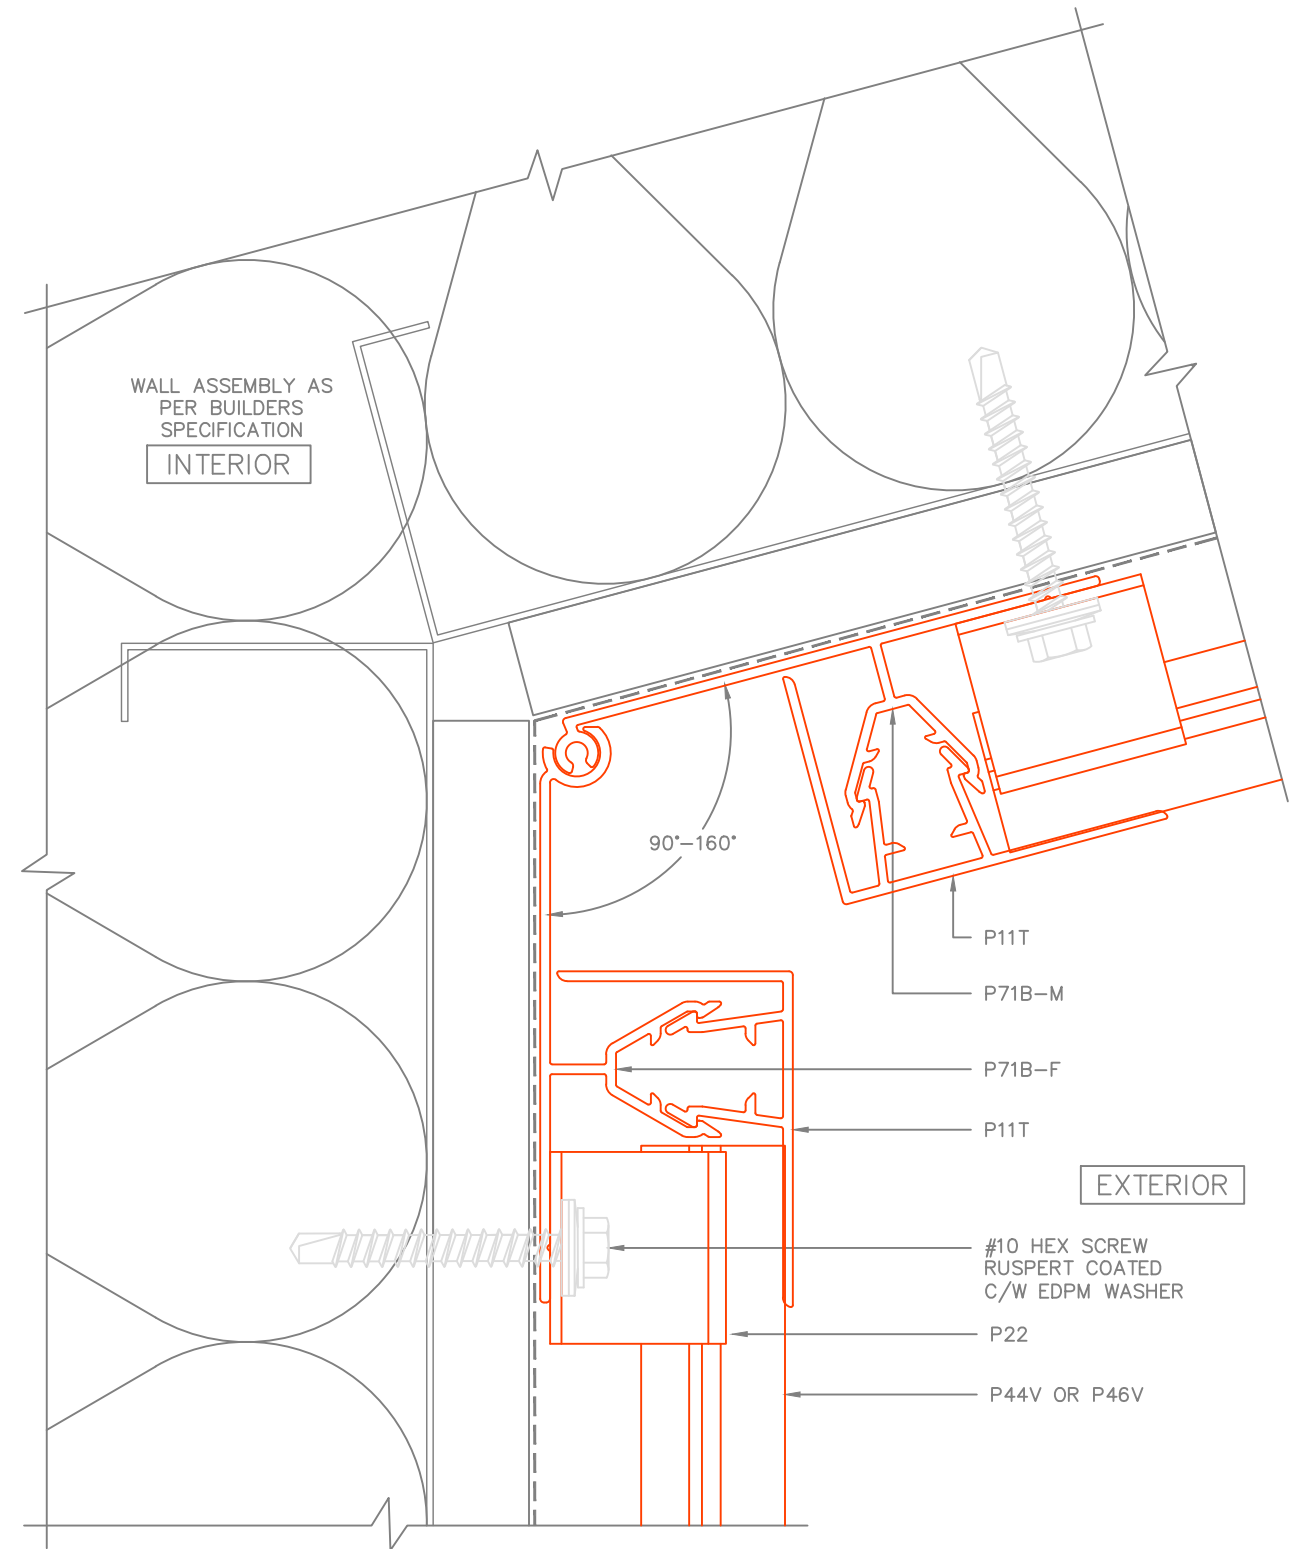 WALL ASSEMBLY AS
PER BUILDERS
SPECIFICATION
INTERIOR
90°-160°
P11T
P71B-M
P71B-F
P11T
EXTERIOR
#10 HEX SCREW
RUSPERT COATED
C/W EDPM WASHER
P22
P44V OR P46V